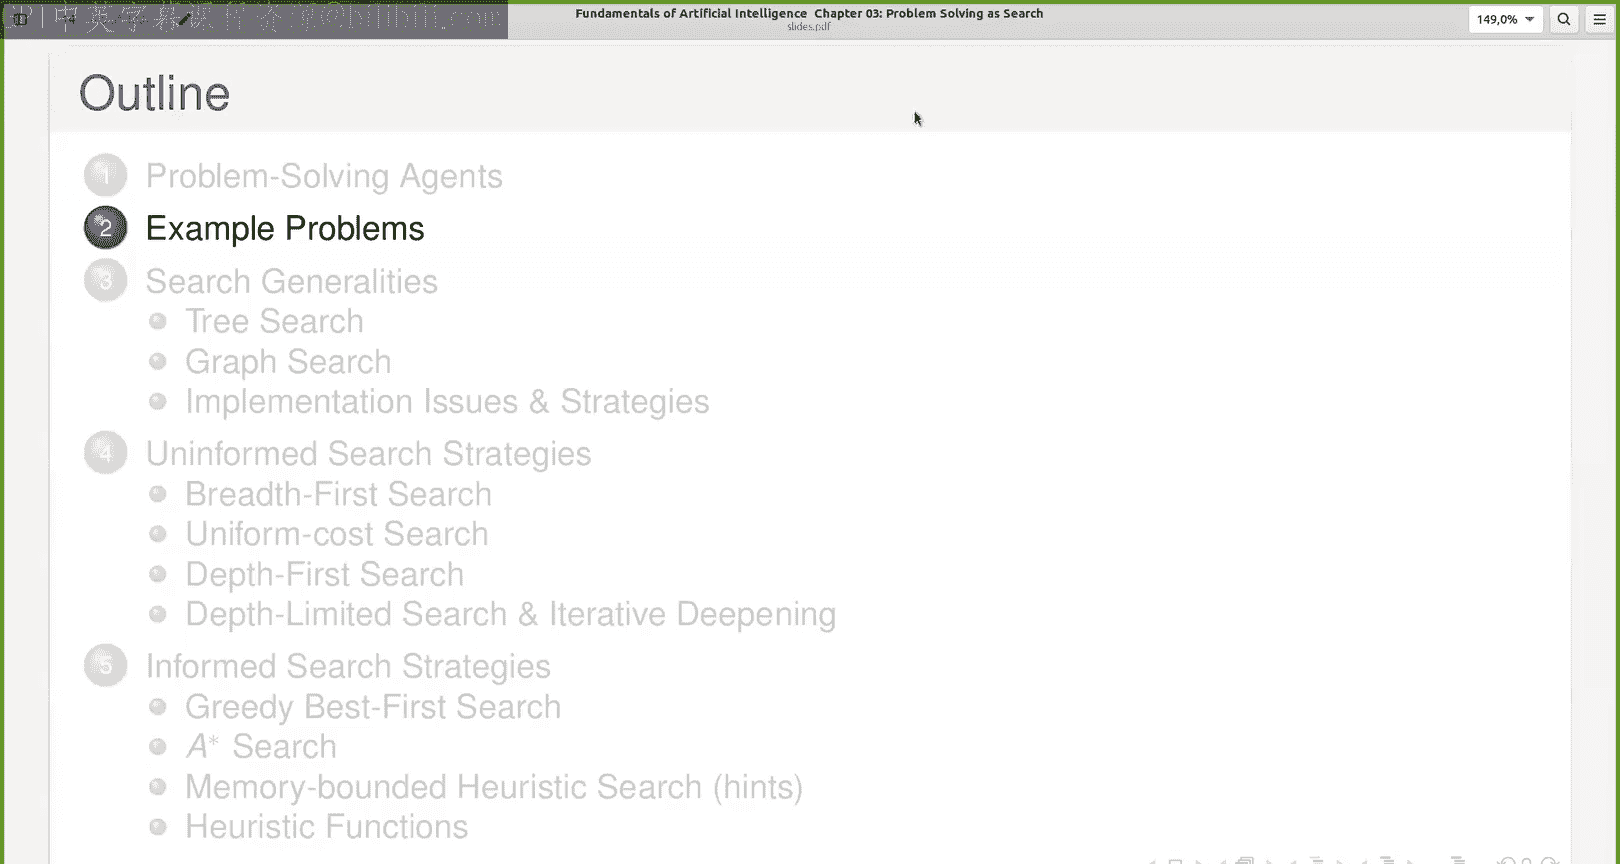 Fundamentals of Artificial Intelligence Chapter 03: Problem Solving as Search
slides.pdf
149,0%
Outline
1 Problem-Solving Agents
2 Example Problems
3 Search Generalities
Tree Search
Graph Search
Implementation Issues & Strategies
4 Uninformed Search Strategies
Breadth-First Search
Uniform-cost Search
Depth-First Search
Depth-Limited Search & Iterative Deepening
5 Informed Search Strategies
Greedy Best-First Search
A* Search
Memory-bounded Heuristic Search (hints)
Heuristic Functions